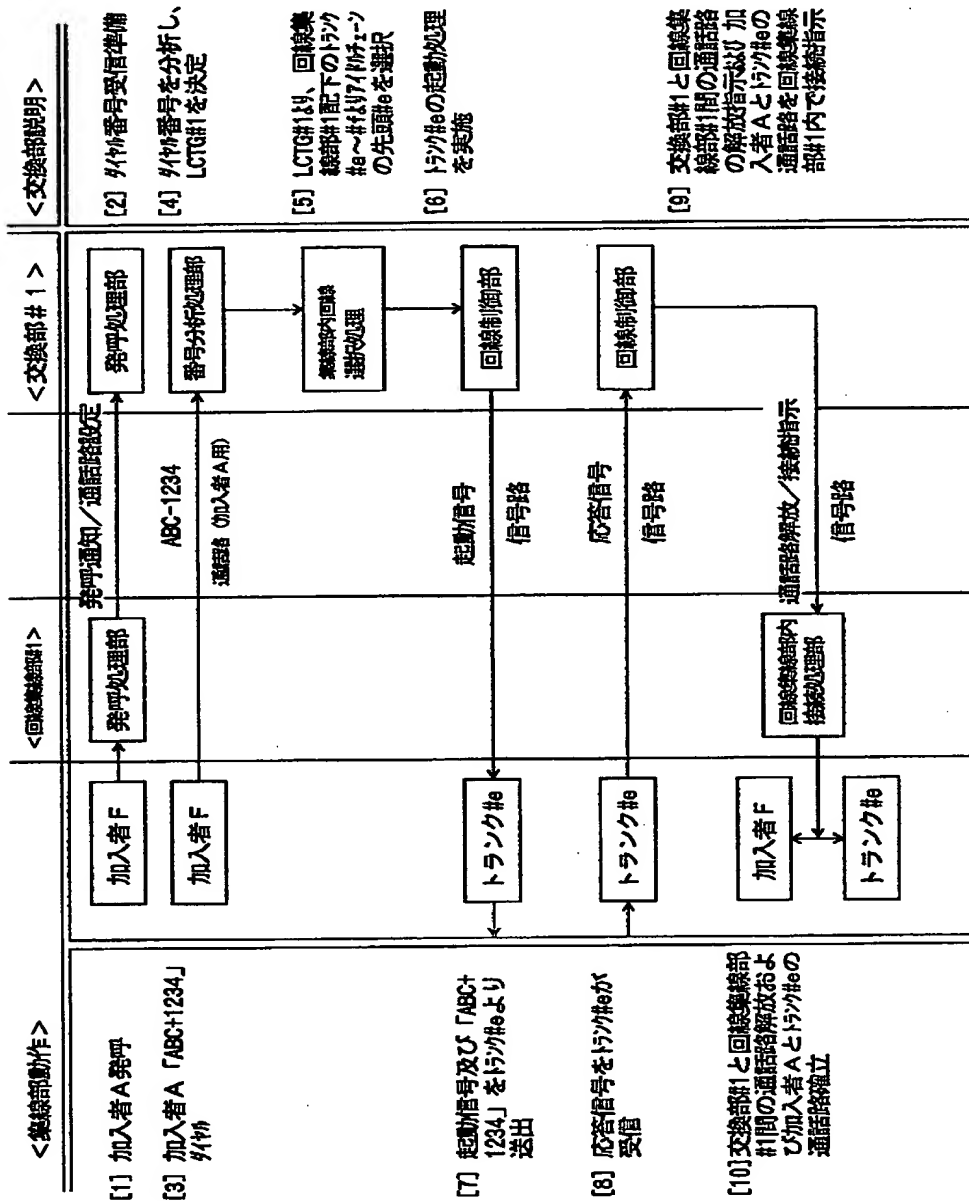 <集線部動作>
<回線集線部#1>
<交換部#1>
<交換部説明>
[1] 加入者A発呼
加入者F
発呼処理部
発呼通知/通話路設定
発呼処理部
[2] ダイヤル番号受信準備
[3] 加入者A「ABC+1234」
ダイヤル
加入者F
ABC-1234
通話路(加入者A用)
番号分析処理部
[4] ダイヤル番号を分析し、
LCTG#1を決定
集線部内回線
選択処理
[5] LCTG#1より、回線集
線部#1配下のトランク
#e～#fよりアイドルチェーン
の先頭#eを選択
[6] トランク#eの起動処理
を実施
回線制御部
起動信号
信号路
トランク#e
[7] 起動信号及び「ABC+
1234」をトランク#eより
送出
[8] 応答信号をトランク#eが
受信
トランク#e
応答信号
信号路
回線制御部
[9] 交換部#1と回線集
線部#1間の通話路
の解放指示および加
入者Aとトランク#eの
通話路を回線集線
部#1内で接続指示
通話路解放/接続指示
信号路
回線集線部内
接続処理部
加入者F
トランク#e
[10]交換部#1と回線集線部
#1間の通話路解放およ
び加入者Aとトランク#eの
通話路確立